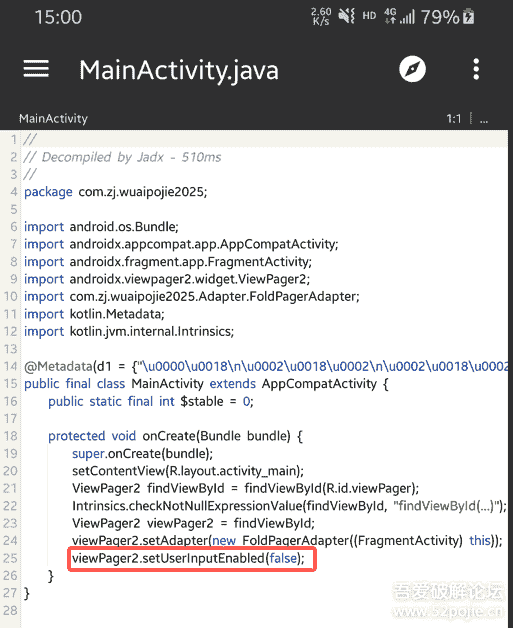 15:00 2.60 K/s HD 4G 79%
MainActivity.java
MainActivity 1:1 ...
1 //
2 // Decompiled by Jadx - 510ms
3 //
4 package com.zj.wuaipojie2025;
5
6 import android.os.Bundle;
7 import androidx.appcompat.app.AppCompatActivity;
8 import androidx.fragment.app.FragmentActivity;
9 import androidx.viewpager2.widget.ViewPager2;
10 import com.zj.wuaipojie2025.Adapter.FoldPagerAdapter;
11 import kotlin.Metadata;
12 import kotlin.jvm.internal.Intrinsics;
13
14 @Metadata(d1 = {"\u0000\u0018\n\u0002\u0018\u0002\n\u0002\u0018\u0002
15 public final class MainActivity extends AppCompatActivity {
16 public static final int $stable = 0;
17
18 protected void onCreate(Bundle bundle) {
19 super.onCreate(bundle);
20 setContentView(R.layout.activity_main);
21 ViewPager2 findViewById = findViewById(R.id.viewPager);
22 Intrinsics.checkNotNullExpressionValue(findViewById, "findViewById(...)");
23 ViewPager2 viewPager2 = findViewById;
24 viewPager2.setAdapter(new FoldPagerAdapter((FragmentActivity) this));
25 viewPager2.setUserInputEnabled(false);
26 }
27 }
28
吾爱破解论坛
www.52pojie.cn